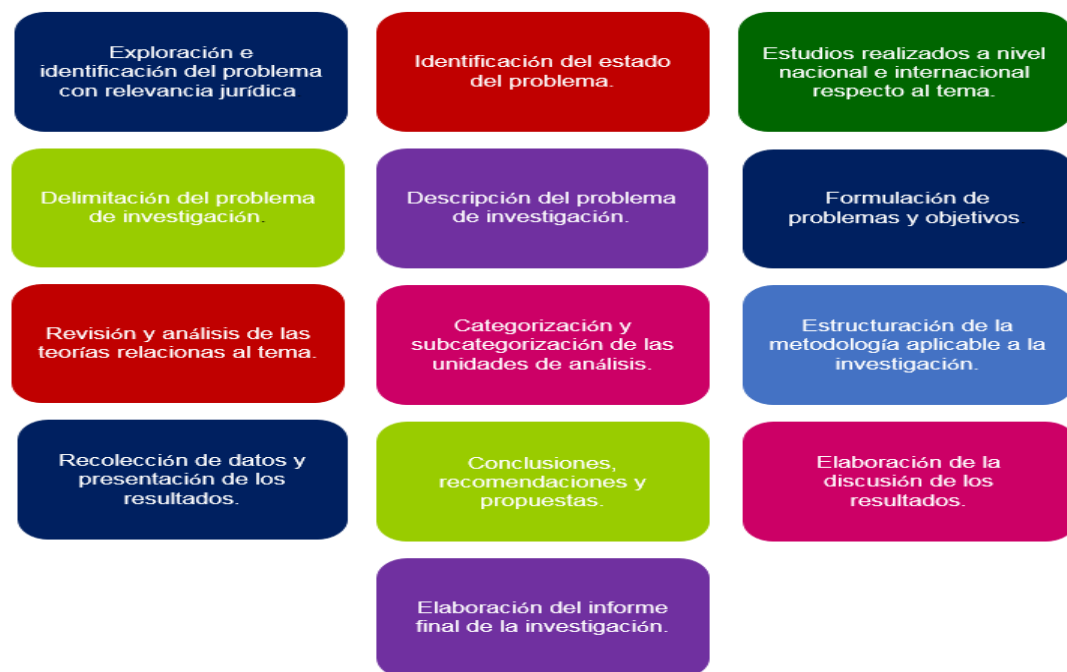 Exploración e
identificación del problema
con relevancia jurídica
Identificación del estado
del problema.
Estudios realizados a nivel
nacional e internacional
respecto al tema.
Delimitación del problema
de investigación.
Descripción del problema
de investigación.
Formulación de
problemas y objetivos
Revisión y análisis de las
teorías relacionas al tema.
Categorización y
subcategorización de las
unidades de análisis.
Estructuración de la
metodología aplicable a la
investigación.
Recolección de datos y
presentación de los
resultados.
Conclusiones,
recomendaciones y
propuestas.
Elaboración de la
discusión de los
resultados.
Elaboración del informe
final de la investigación.